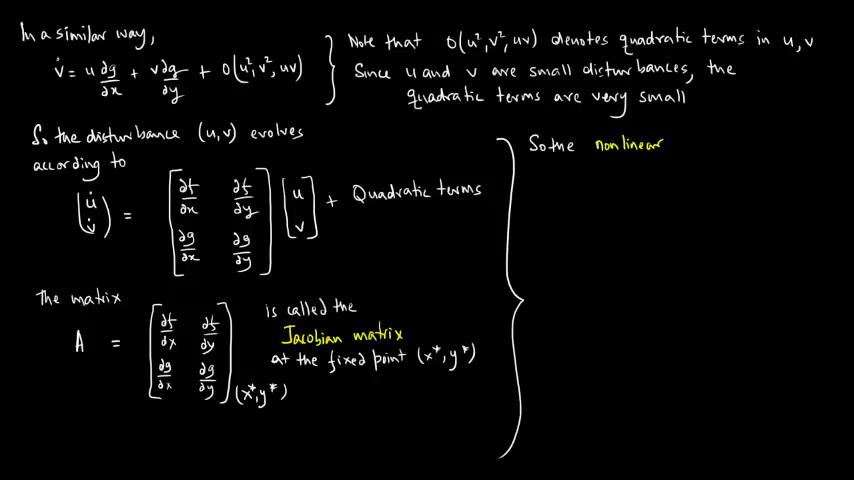 In a similar way,
v̇ = u ∂g/∂x + v ∂g/∂y + O(u², v², uv)
Note that O(u², v², uv) denotes quadratic terms in u, v
Since u and v are small disturbances, the
quadratic terms are very small
So the disturbance (u, v) evolves
according to
(u̇ v̇) = [∂f/∂x ∂f/∂y ∂g/∂x ∂g/∂y] [u v] + Quadratic terms
The matrix
A = [∂f/∂x ∂f/∂y ∂g/∂x ∂g/∂y] (x*, y*)
is called the
Jacobian matrix
at the fixed point (x*, y*)
So the nonlinear